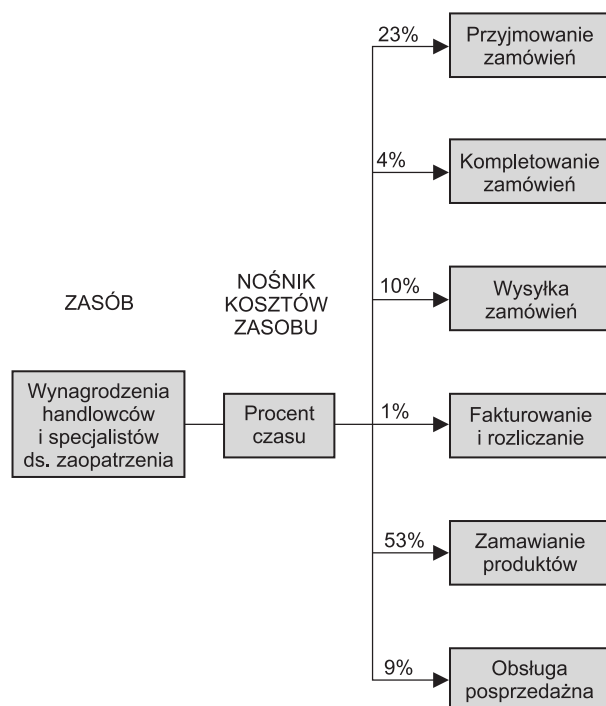 ZASÓB
NOŚNIK
KOSZTÓW
ZASOBU
Wynagrodzenia
handlowców
i specjalistów
ds. zaopatrzenia
Procent
czasu
23%
Przyjmowanie
zamówień
4%
Kompletowanie
zamówień
10%
Wysyłka
zamówień
1%
Fakturowanie
i rozliczanie
53%
Zamawianie
produktów
9%
Obsługa
posprzedażna